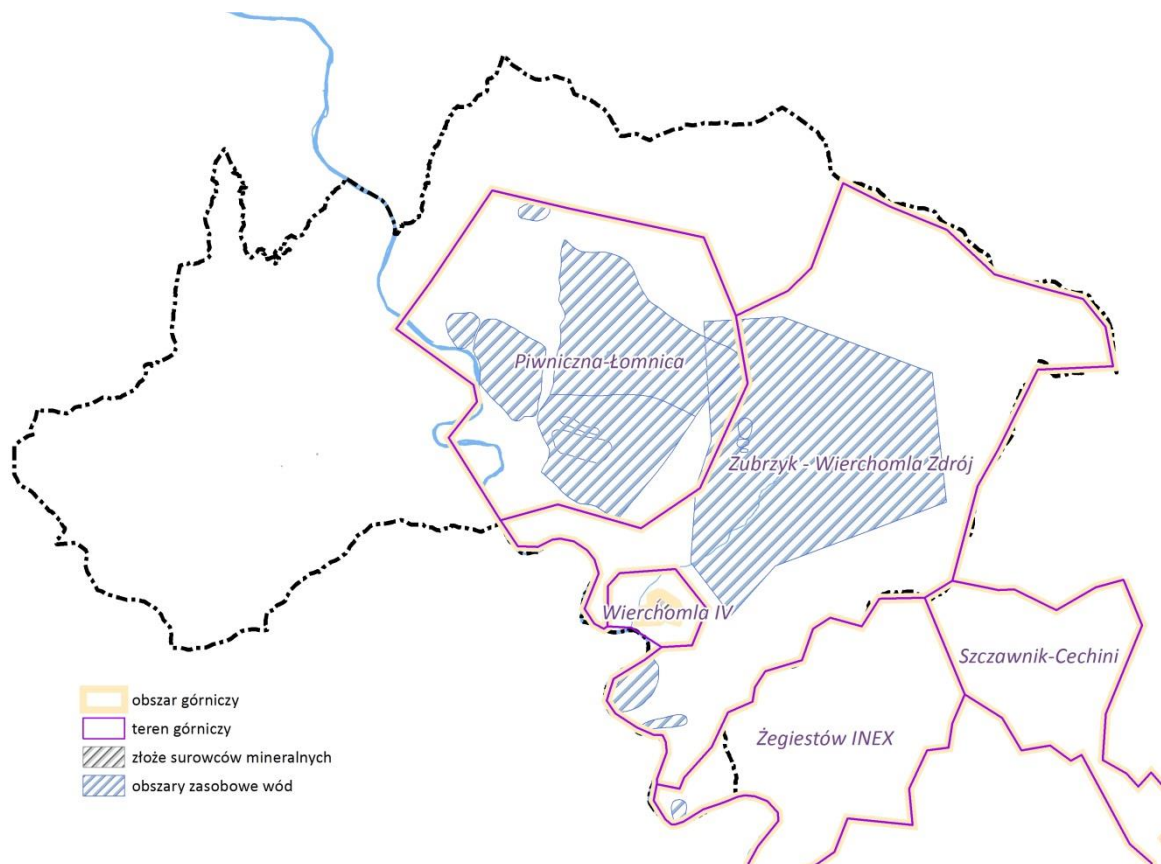 Piwniczna-Łomnica
Zubrzyk - Wierchomla Zdrój
Wierchomla IV
Szczawnik-Cechini
Żegiestów INEX
obszar górniczy
teren górniczy
złoże surowców mineralnych
obszary zasobowe wód